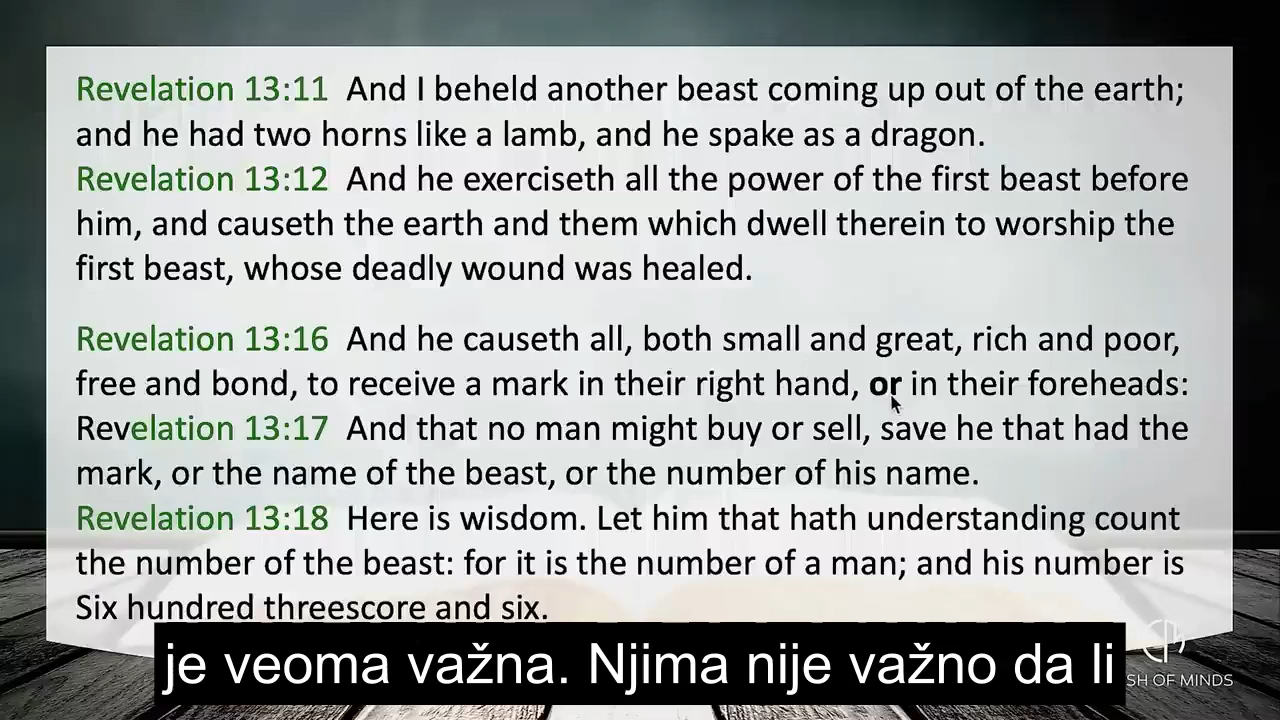 Revelation 13:11 And I beheld another beast coming up out of the earth;
and he had two horns like a lamb, and he spake as a dragon.
Revelation 13:12 And he exerciseth all the power of the first beast before
him, and causeth the earth and them which dwell therein to worship the
first beast, whose deadly wound was healed.
Revelation 13:16 And he causeth all, both small and great, rich and poor,
free and bond, to receive a mark in their right hand, or in their foreheads:
Revelation 13:17 And that no man might buy or sell, save he that had the
mark, or the name of the beast, or the number of his name.
Revelation 13:18 Here is wisdom. Let him that hath understanding count
the number of the beast: for it is the number of a man; and his number is
Six hundred threescore and six.
je veoma važna. Njima nije važno da li
SH OF MINDS